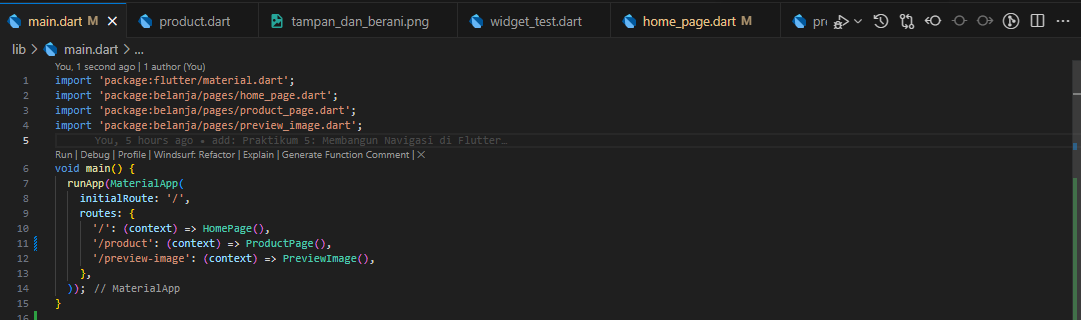 main.dart M
product.dart
tampan_dan_berani.png
widget_test.dart
home_page.dart M
lib > main.dart > ...
You, 1 second ago | 1 author (You)
1 import 'package:flutter/material.dart';
2 import 'package:belanja/pages/home_page.dart';
3 import 'package:belanja/pages/product_page.dart';
4 import 'package:belanja/pages/preview_image.dart';
5 You, 5 hours ago • add: Praktikum 5: Membangun Navigasi di Flutter…
Run | Debug | Profile | Windsurf: Refactor | Explain | Generate Function Comment | X
6 void main() {
7 runApp(MaterialApp(
8 initialRoute: '/',
9 routes: {
10 '/': (context) => HomePage(),
11 '/product': (context) => ProductPage(),
12 '/preview-image': (context) => PreviewImage(),
13 },
14 )); // MaterialApp
15 }
16